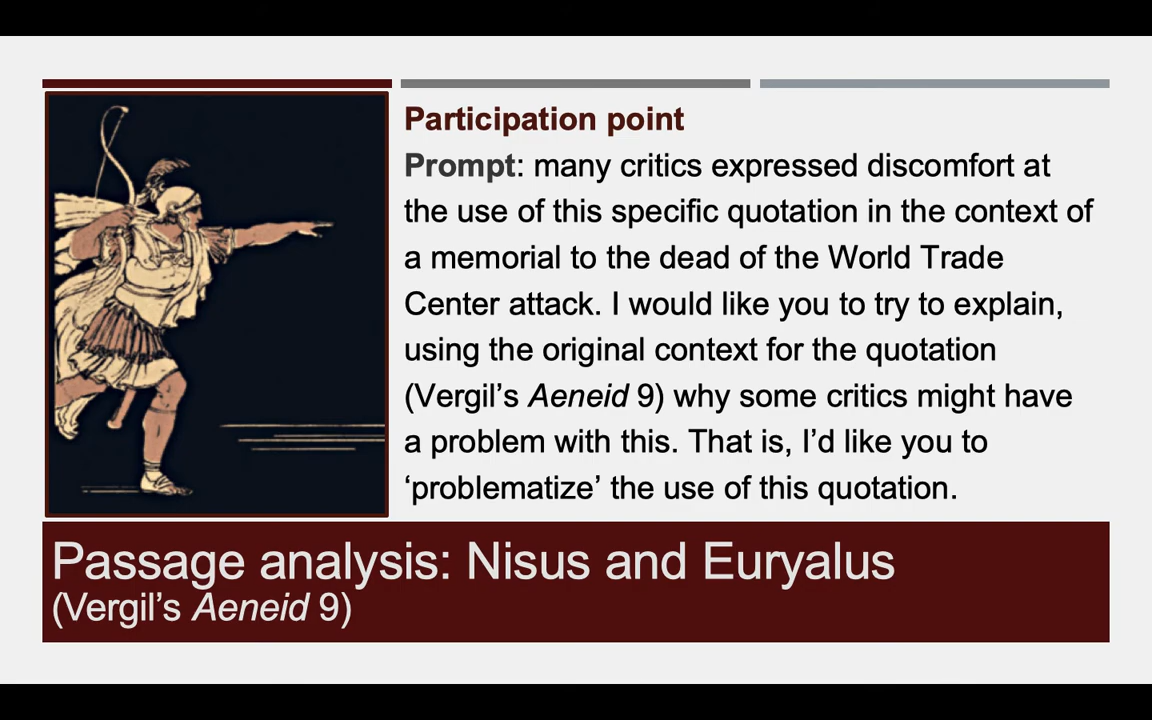 Participation point
Prompt: many critics expressed discomfort at
the use of this specific quotation in the context of
a memorial to the dead of the World Trade
Center attack. I would like you to try to explain,
using the original context for the quotation
(Vergil’s Aeneid 9) why some critics might have
a problem with this. That is, I’d like you to
‘problematize’ the use of this quotation.
Passage analysis: Nisus and Euryalus
(Vergil’s Aeneid 9)